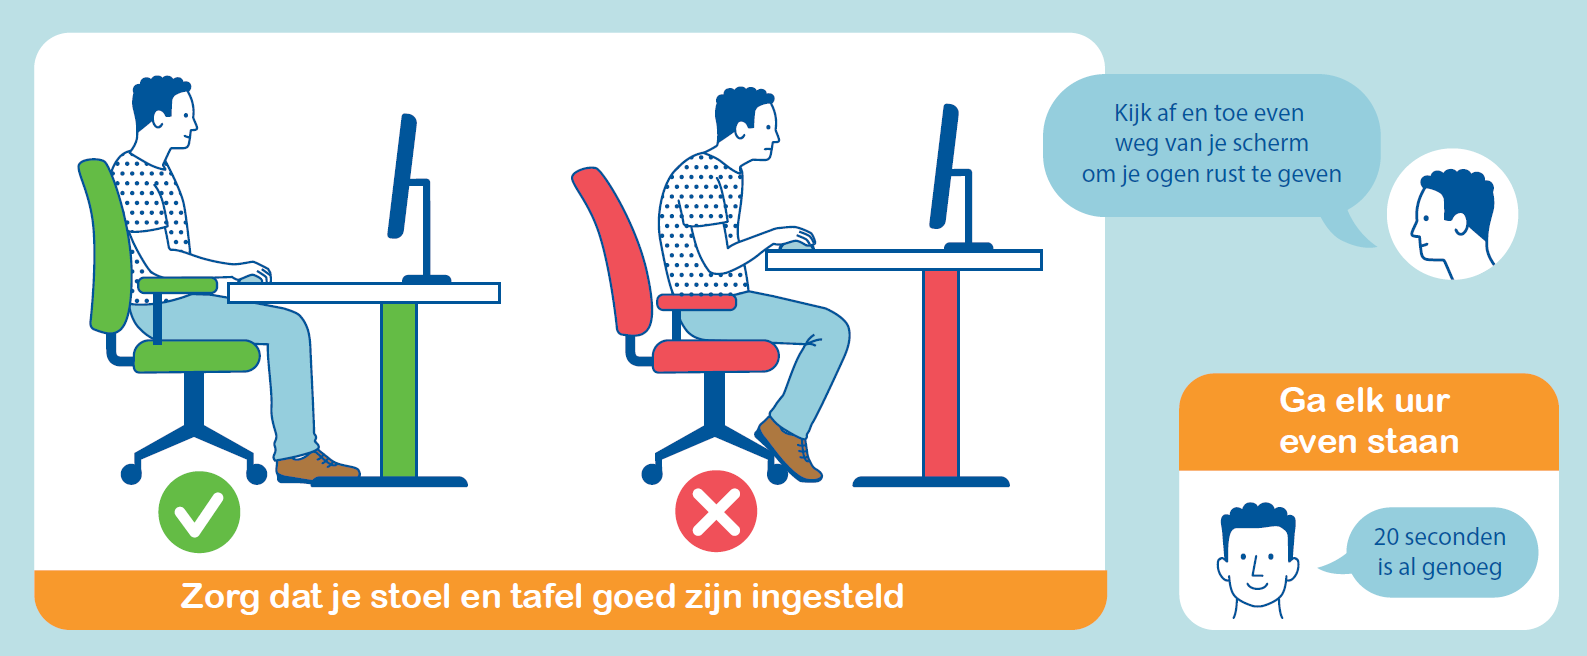 Kijk af en toe even
weg van je scherm
om je ogen rust te geven
Zorg dat je stoel en tafel goed zijn ingesteld
Ga elk uur
even staan
20 seconden
is al genoeg